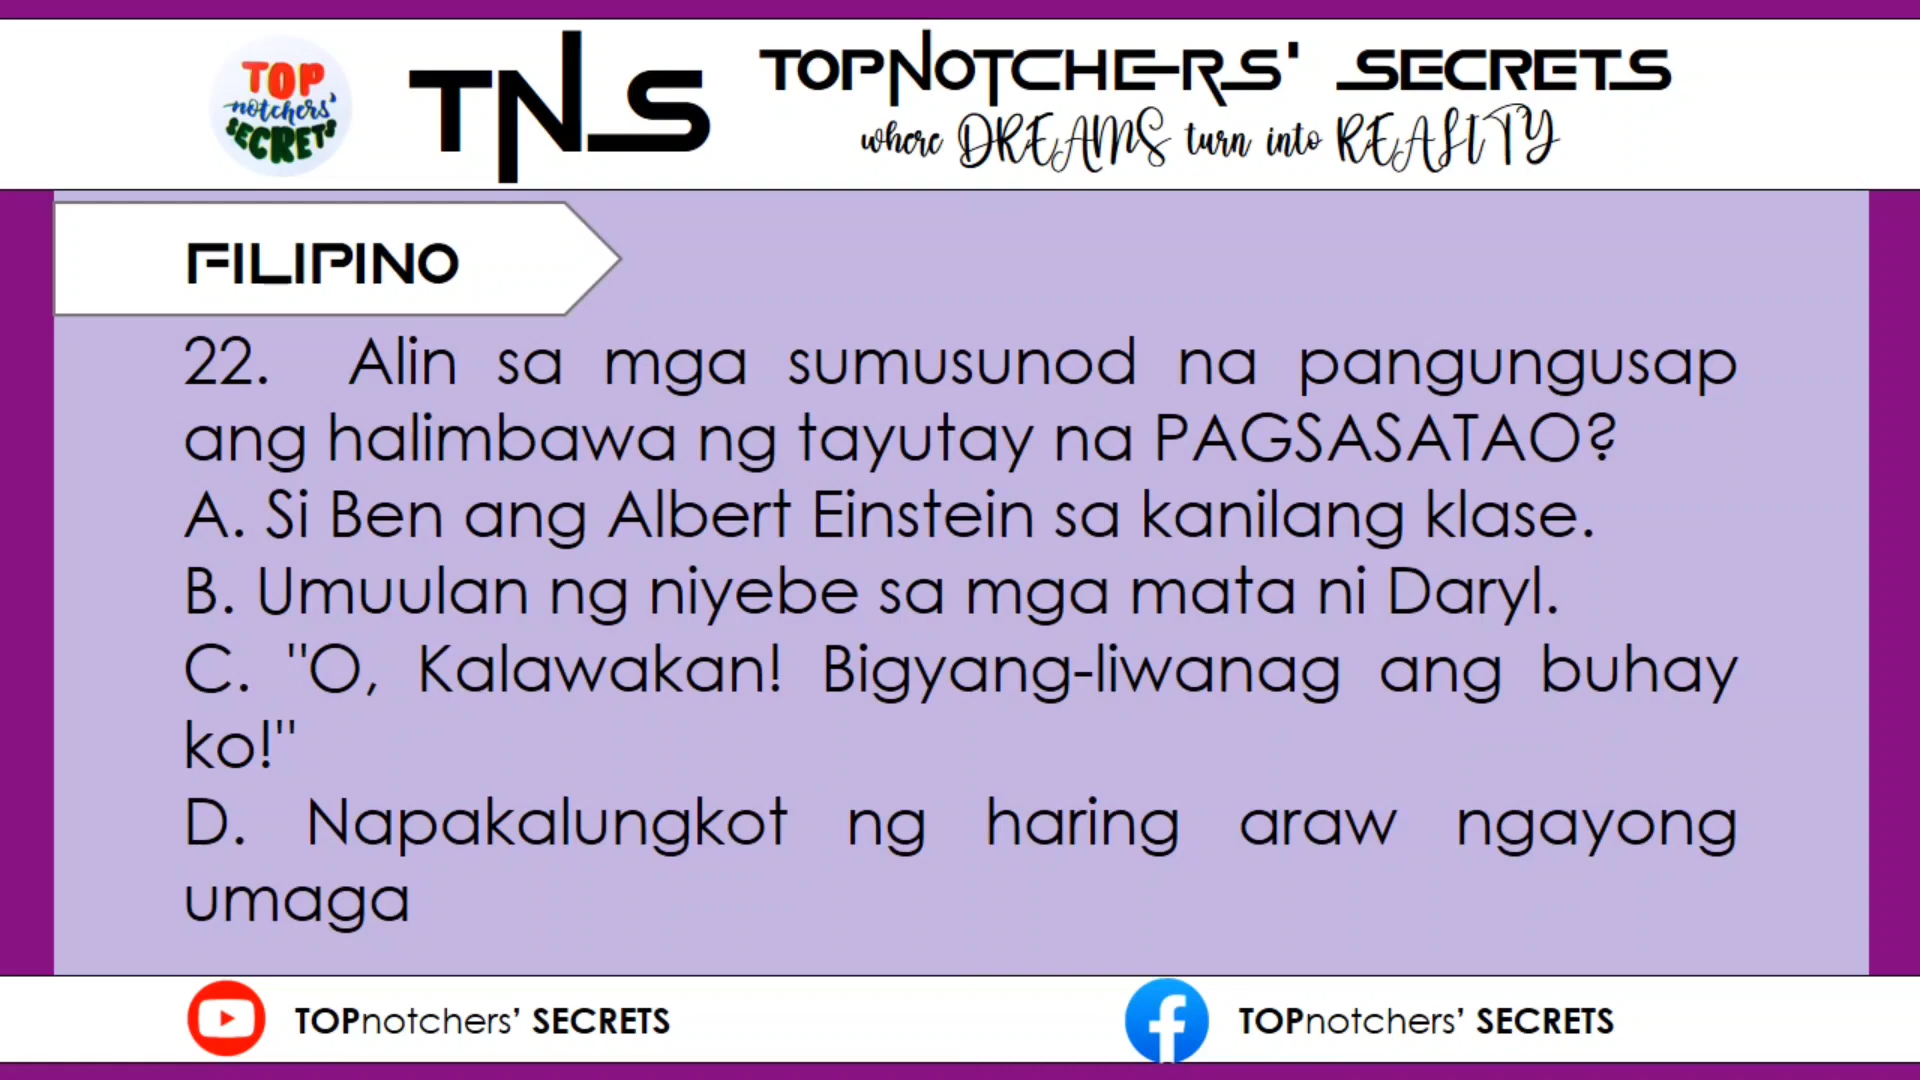 TOP
notchers'
SECRETS
TNS
TOPNOTCHERS' SECRETS
where DREAMS turn into REALITY
FILIPINO
22. Alin sa mga sumusunod na pangungusap
ang halimbawa ng tayutay na PAGSASATAO?
A. Si Ben ang Albert Einstein sa kanilang klase.
B. Umuulan ng niyebe sa mga mata ni Daryl.
C. "O, Kalawakan! Bigyang-liwanag ang buhay
ko!"
D. Napakalungkot ng haring araw ngayong
umaga
TOPnotchers' SECRETS
TOPnotchers' SECRETS